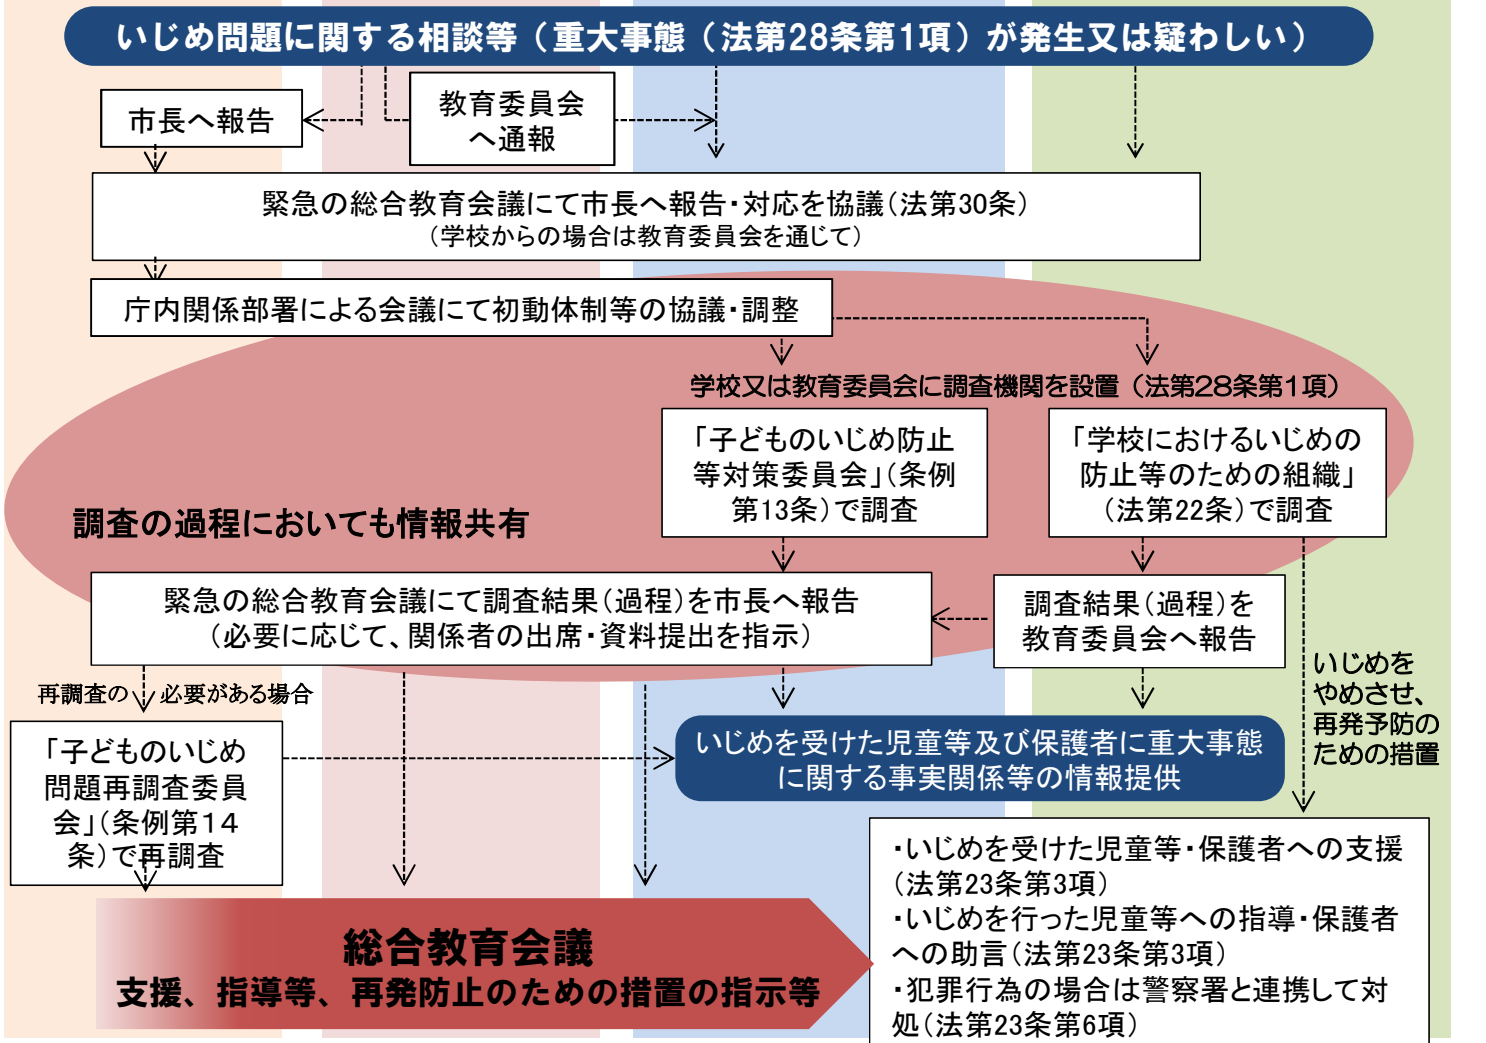 いじめ問題に関する相談等（重大事態（法第28条第1項）が発生又は疑わしい）
市長へ報告
教育委員会
へ通報
緊急の総合教育会議にて市長へ報告・対応を協議（法第30条）
（学校からの場合は教育委員会を通じて）
庁内関係部署による会議にて初動体制等の協議・調整
学校又は教育委員会に調査機関を設置（法第28条第1項）
「子どものいじめ防止
等対策委員会」（条例
第13条）で調査
「学校におけるいじめの
防止等のための組織」
（法第22条）で調査
調査の過程においても情報共有
緊急の総合教育会議にて調査結果（過程）を市長へ報告
（必要に応じて、関係者の出席・資料提出を指示）
調査結果（過程）を
教育委員会へ報告
いじめを
やめさせ、
再発予防の
ための措置
再調査の 必要がある場合
「子どものいじめ
問題再調査委員
会」（条例第１４
条）で再調査
いじめを受けた児童等及び保護者に重大事態
に関する事実関係等の情報提供
・いじめを受けた児童等・保護者への支援
（法第23条第3項）
・いじめを行った児童等への指導・保護者
への助言（法第23条第3項）
・犯罪行為の場合は警察署と連携して対
処（法第23条第6項）
総合教育会議
支援、指導等、再発防止のための措置の指示等